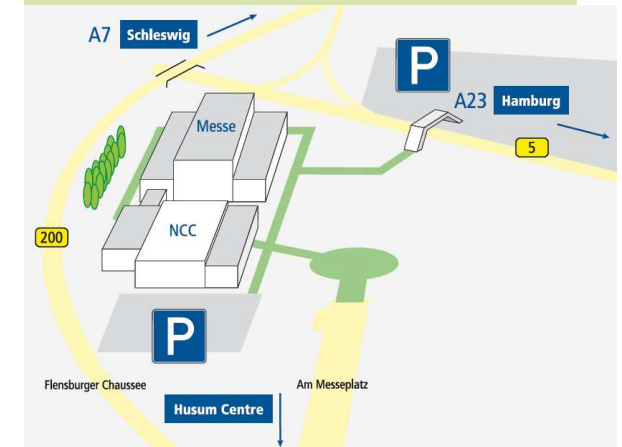 A7 Schleswig
P
A23 Hamburg
Messe
5
NCC
200
P
Flensburger Chaussee
Am Messeplatz
Husum Centre